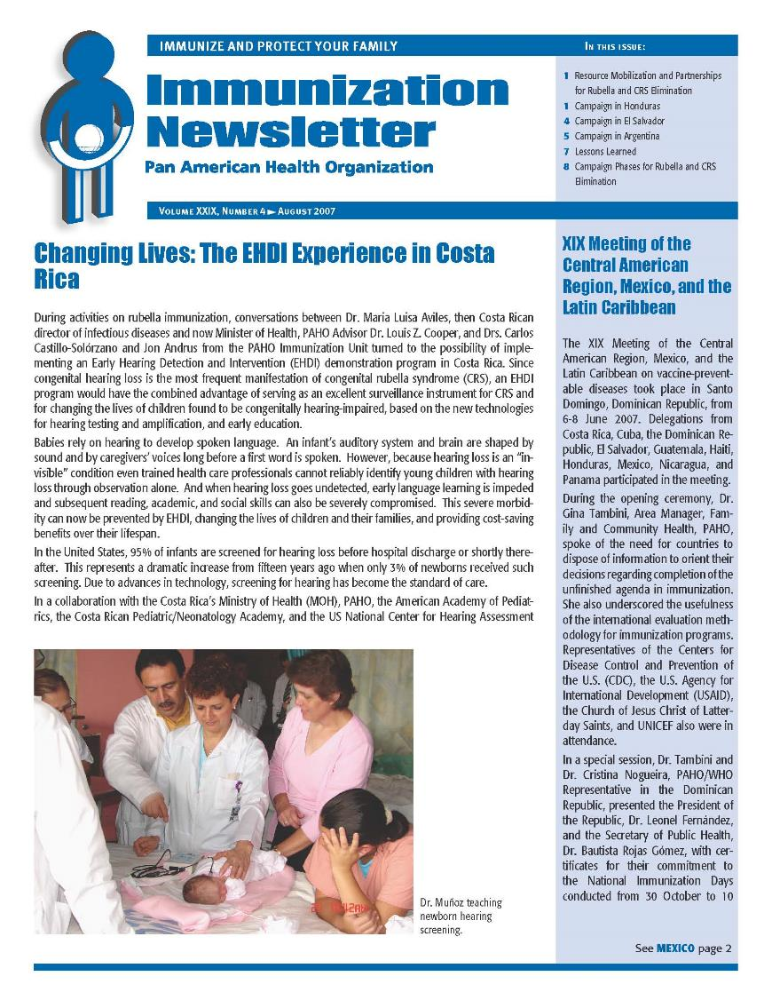 IMMUNIZE AND PROTECT YOUR FAMILY
IN THIS ISSUE:
Immunization
Newsletter
Pan American Health Organization
1 Resource Mobilization and Partnerships
for Rubella and CRS Elimination
1 Campaign in Honduras
4 Campaign in El Salvador
5 Campaign in Argentina
7 Lessons Learned
8 Campaign Phases for Rubella and CRS
Elimination
VOLUME XXIX, NUMBER 4 ► AUGUST 2007
Changing Lives: The EHDI Experience in Costa
Rica
During activities on rubella immunization, conversations between Dr. Maria Luisa Aviles, then Costa Rican
director of infectious diseases and now Minister of Health, PAHO Advisor Dr. Louis Z. Cooper, and Drs. Carlos
Castillo-Solórzano and Jon Andrus from the PAHO Immunization Unit turned to the possibility of imple-
menting an Early Hearing Detection and Intervention (EHDI) demonstration program in Costa Rica. Since
congenital hearing loss is the most frequent manifestation of congenital rubella syndrome (CRS), an EHDI
program would have the combined advantage of serving as an excellent surveillance instrument for CRS and
for changing the lives of children found to be congenitally hearing-impaired, based on the new technologies
for hearing testing and amplification, and early education.
Babies rely on hearing to develop spoken language. An infant's auditory system and brain are shaped by
sound and by caregivers' voices long before a first word is spoken. However, because hearing loss is an "in-
visible" condition even trained health care professionals cannot reliably identify young children with hearing
loss through observation alone. And when hearing loss goes undetected, early language learning is impeded
and subsequent reading, academic, and social skills can also be severely compromised. This severe morbid-
ity can now be prevented by EHDI, changing the lives of children and their families, and providing cost-saving
benefits over their lifespan.
In the United States, 95% of infants are screened for hearing loss before hospital discharge or shortly there-
after. This represents a dramatic increase from fifteen years ago when only 3% of newborns received such
screening. Due to advances in technology, screening for hearing has become the standard of care.
In a collaboration with the Costa Rica's Ministry of Health (MOH), PAHO, the American Academy of Pediat-
rics, the Costa Rican Pediatric/Neonatology Academy, and the US National Center for Hearing Assessment
Dr. Muñoz teaching
newborn hearing
screening.
XIX Meeting of the
Central American
Region, Mexico, and the
Latin Caribbean
The XIX Meeting of the Central
American Region, Mexico, and the
Latin Caribbean on vaccine-prevent-
able diseases took place in Santo
Domingo, Dominican Republic, from
6-8 June 2007. Delegations from
Costa Rica, Cuba, the Dominican Re-
public, El Salvador, Guatemala, Haiti,
Honduras, Mexico, Nicaragua, and
Panama participated in the meeting.
During the opening ceremony, Dr.
Gina Tambini, Area Manager, Fam-
ily and Community Health, PAHO,
spoke of the need for countries to
dispose of information to orient their
decisions regarding completion of the
unfinished agenda in immunization.
She also underscored the usefulness
of the international evaluation meth-
odology for immunization programs.
Representatives of the Centers for
Disease Control and Prevention of
the U.S. (CDC), the U.S. Agency for
International Development (USAID),
the Church of Jesus Christ of Latter-
day Saints, and UNICEF also were in
attendance.
In a special session, Dr. Tambini and
Dr. Cristina Nogueira, PAHO/WHO
Representative in the Dominican
Republic, presented the President of
the Republic, Dr. Leonel Fernández,
and the Secretary of Public Health,
Dr. Bautista Rojas Gómez, with cer-
tificates for their commitment to
the National Immunization Days
conducted from 30 October to 10
See MEXICO page 2